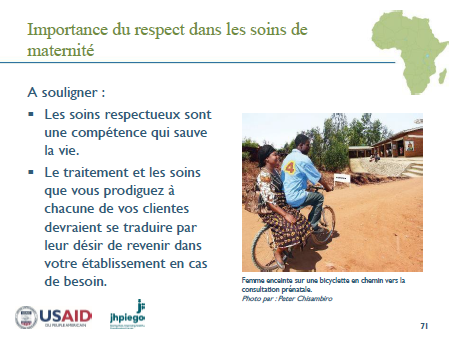 Importance du respect dans les soins de
maternité
A souligner :
▪ Les soins respectueux sont
une compétence qui sauve
la vie.
▪ Le traitement et les soins
que vous prodiguez à
chacune de vos clientes
devraient se traduire par
leur désir de revenir dans
votre établissement en cas
de besoin.
4
Femme enceinte sur une bicyclette en chemin vers la
consultation prénatale.
Photo par : Peter Chisambiro
USAID
jhpiego
71